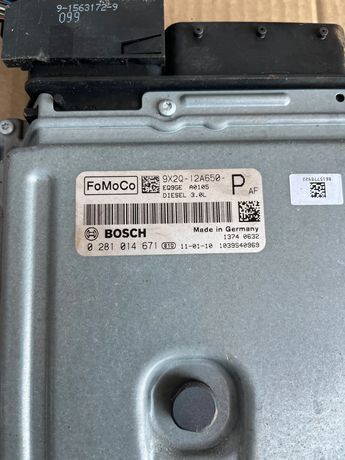 9-1563172-9
099
FoMoCo
9X2Q-12A650-
P
AF
EQ9GE A0105
DIESEL 3.0L
BOSCH
Made in Germany
1374 0632
0 281 014 671
11-01-10
1039S40969